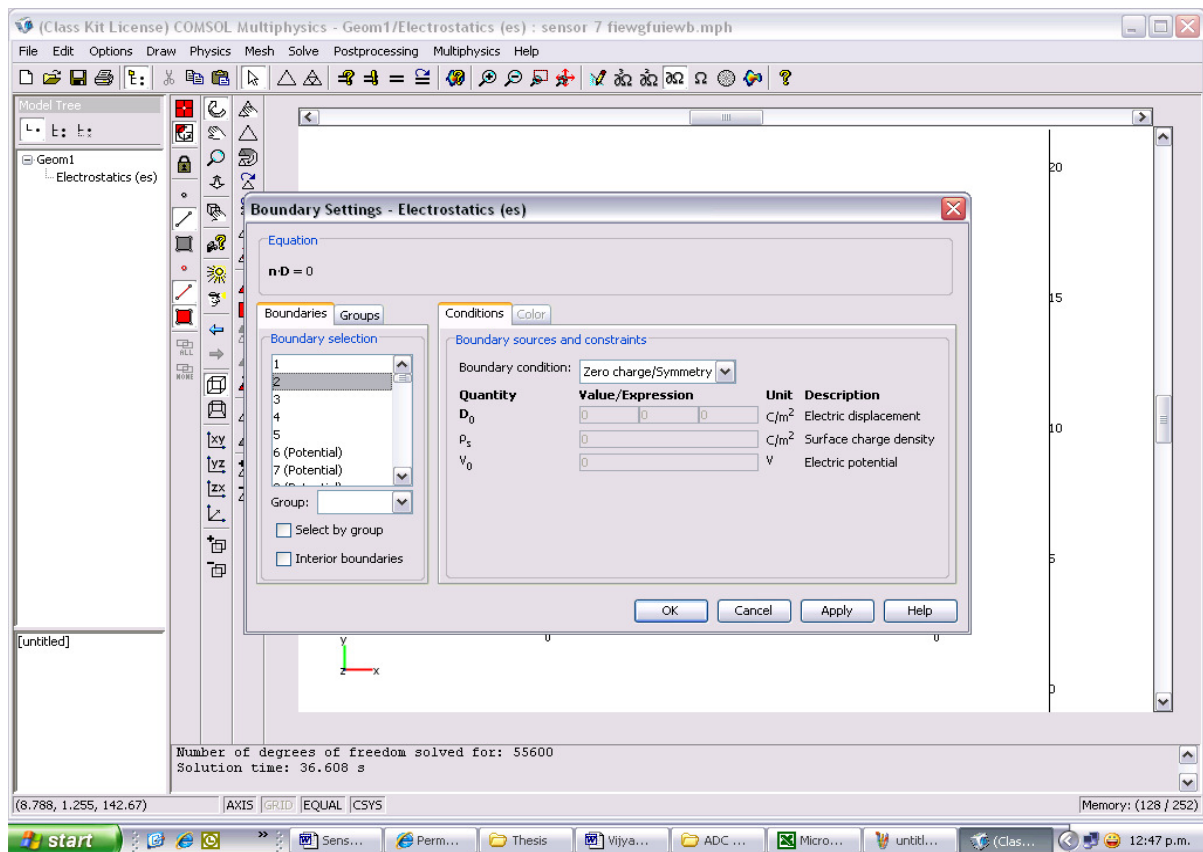 (Class Kit License) COMSOL Multiphysics - Geom1/Electrostatics (es) : sensor 7 fiewgfuiewb.mph
File Edit Options Draw Physics Mesh Solve Postprocessing Multiphysics Help
Model Tree
Geom1
Electrostatics (es)
20
15
10
5
0
Boundary Settings - Electrostatics (es)
Equation
n·D = 0
Boundaries Groups
Boundary selection
1
2
3
4
5
6 (Potential)
7 (Potential)
Group:
Select by group
Interior boundaries
Conditions Color
Boundary sources and constraints
Boundary condition: Zero charge/Symmetry
Quantity Value/Expression Unit Description
D0 0 0 0 C/m² Electric displacement
ρs 0 C/m² Surface charge density
V0 0 V Electric potential
OK Cancel Apply Help
0 0
y
z x
[untitled]
Number of degrees of freedom solved for: 55600
Solution time: 36.608 s
(8.788, 1.255, 142.67) AXIS GRID EQUAL CSYS Memory: (128 / 252)
start » Sens... Perm... Thesis Vijya... ADC ... Micro... untitl... (Clas... 12:47 p.m.